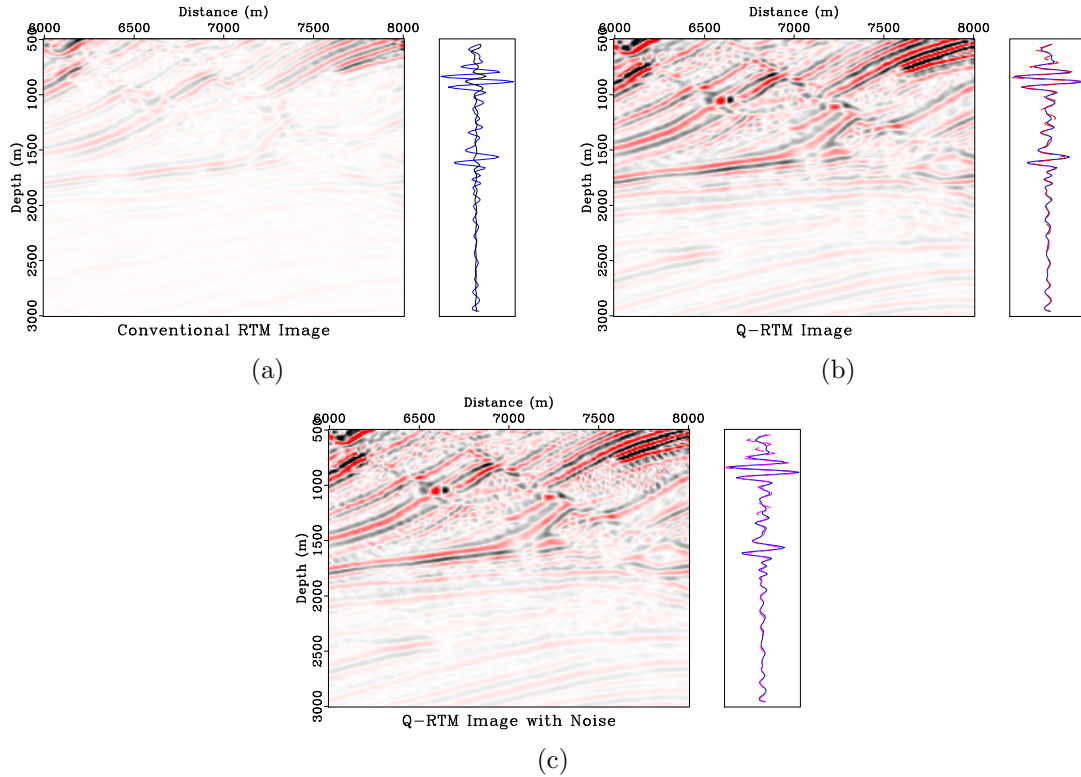 Distance (m)
6000 6500 7000 7500 8000
500
1000
1500
2000
2500
3000
Depth (m)
Conventional RTM Image
(a)
Distance (m)
6000 6500 7000 7500 8000
500
1000
1500
2000
2500
3000
Depth (m)
Q−RTM Image
(b)
Distance (m)
6000 6500 7000 7500 8000
500
1000
1500
2000
2500
3000
Depth (m)
Q−RTM Image with Noise
(c)